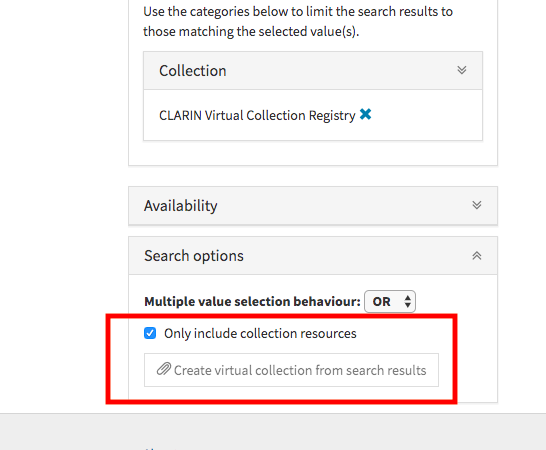 Use the categories below to limit the search results to
those matching the selected value(s).
Collection
CLARIN Virtual Collection Registry
Availability
Search options
Multiple value selection behaviour: OR
Only include collection resources
Create virtual collection from search results